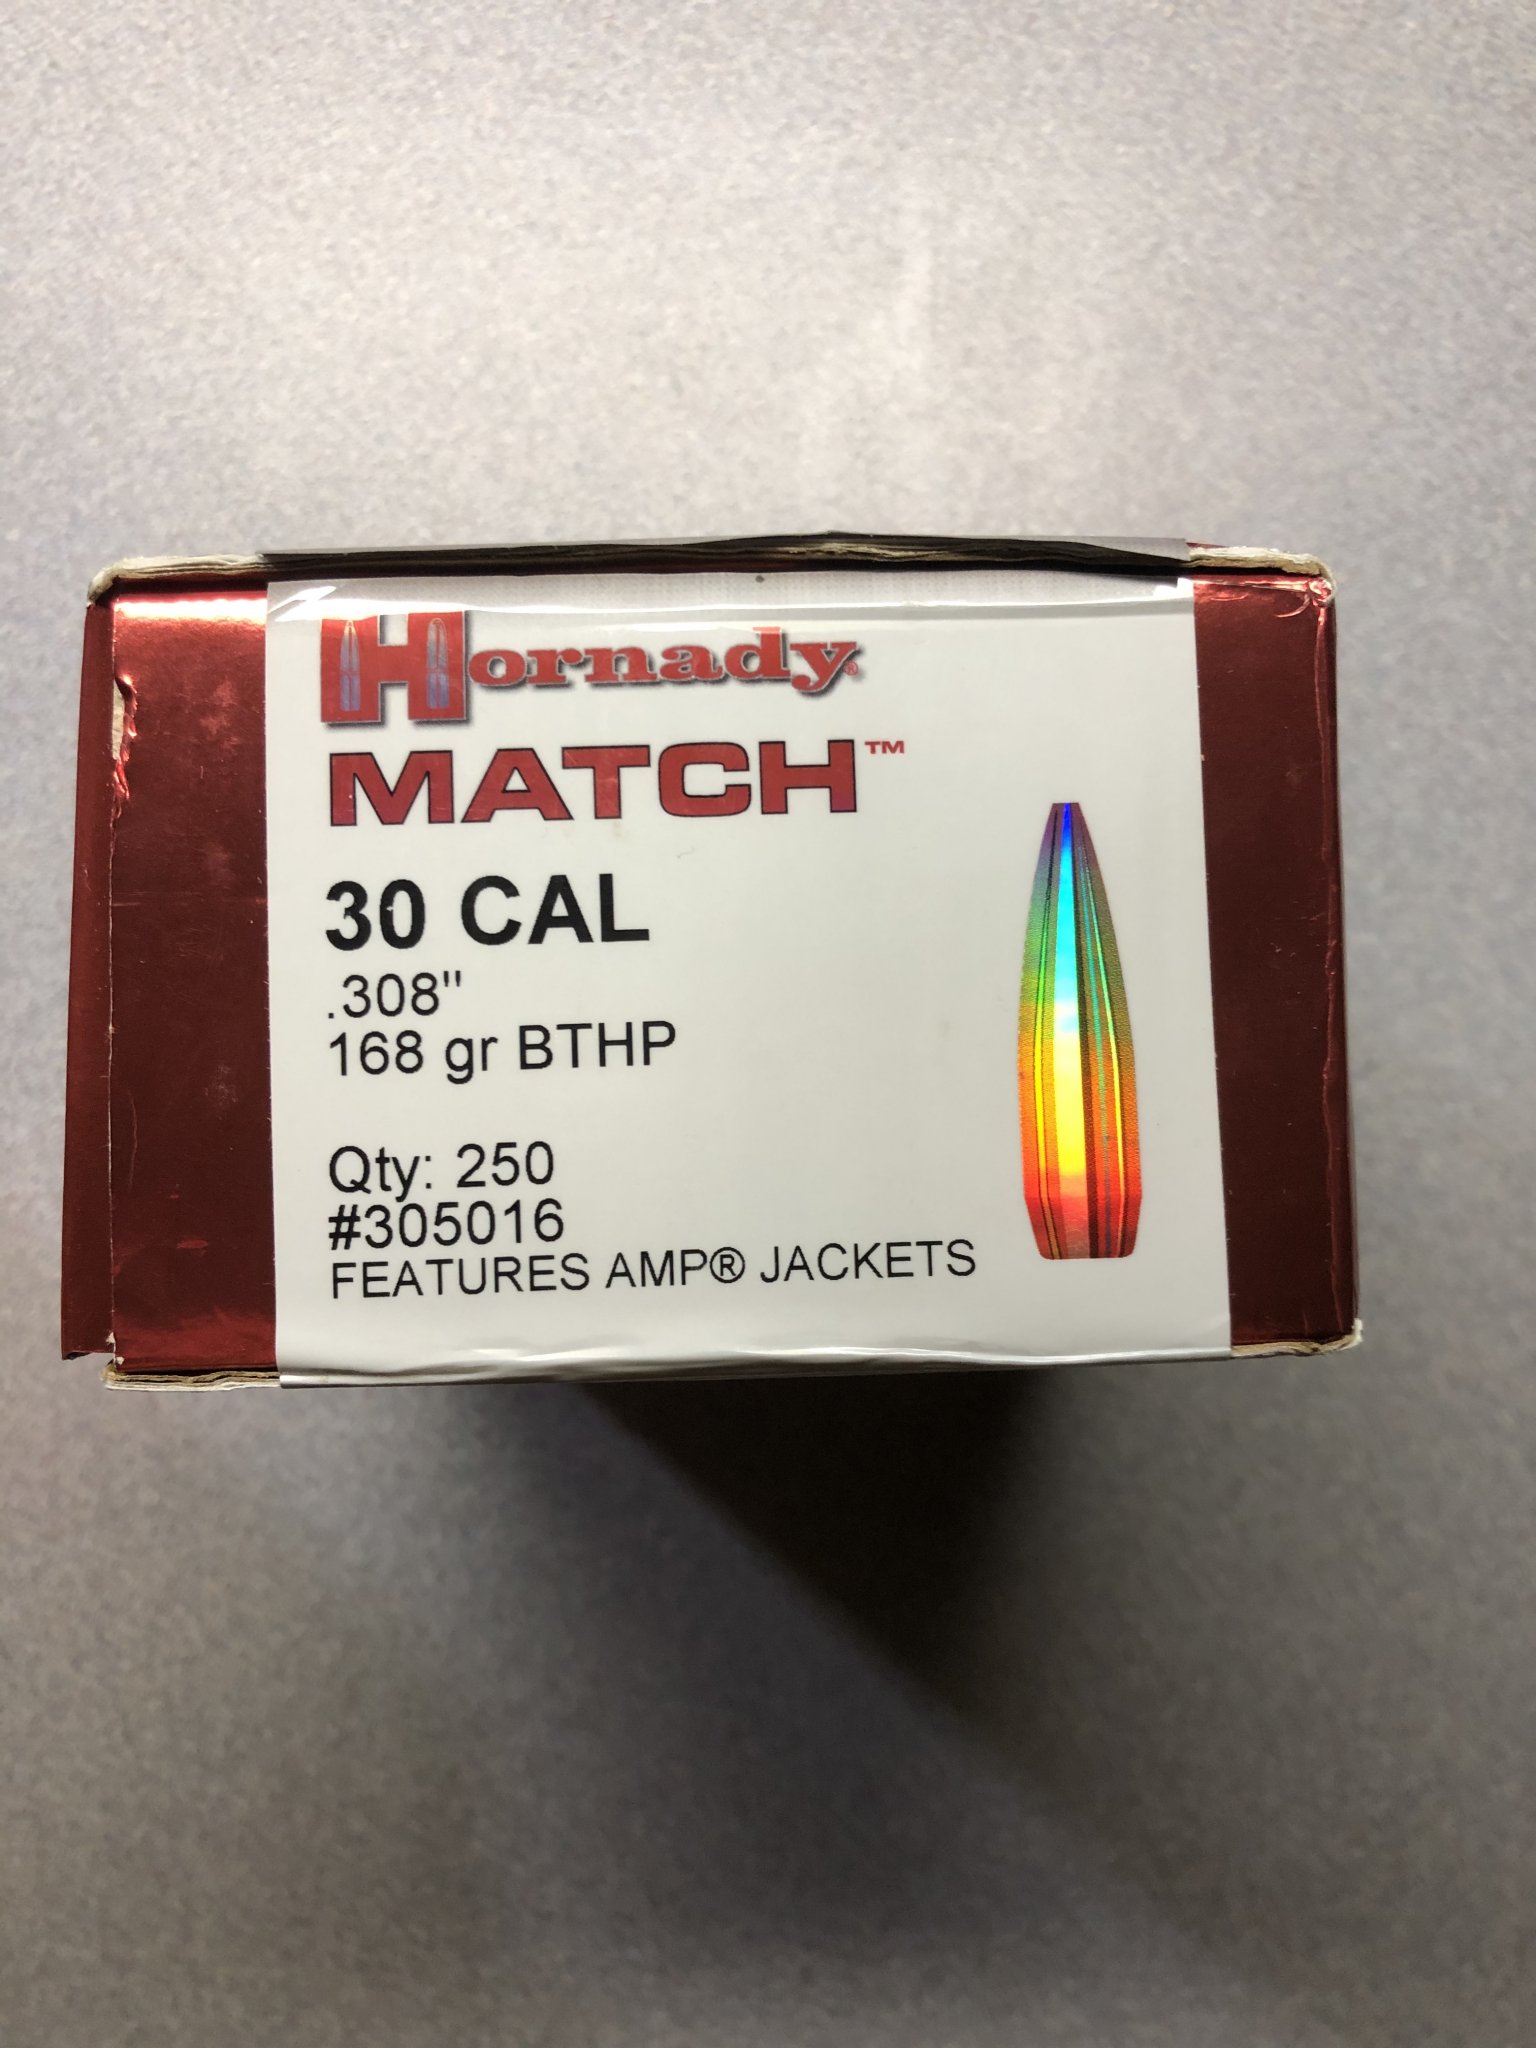 Hornady®
MATCH™
30 CAL
.308"
168 gr BTHP
Qty: 250
#305016
FEATURES AMP® JACKETS